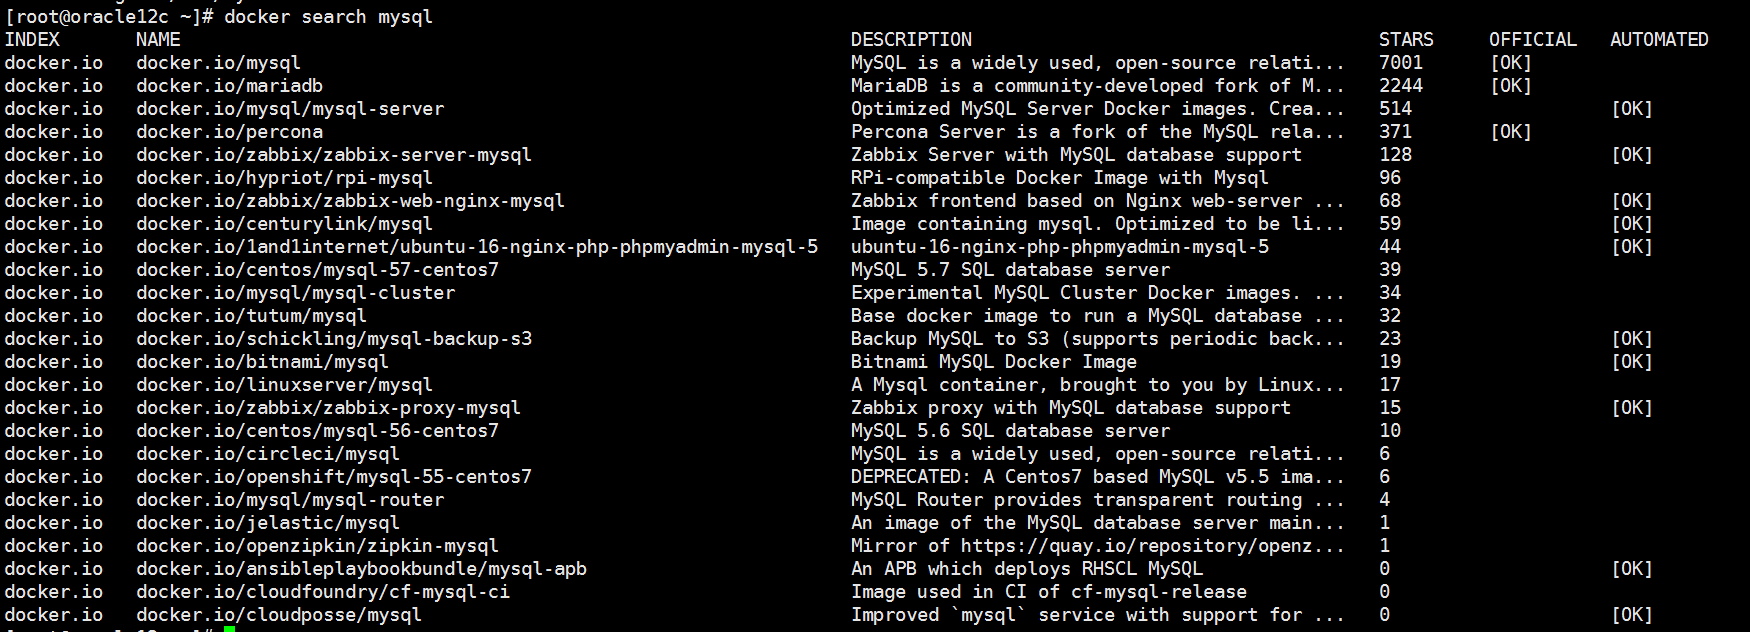 [root@oracle12c ~]# docker search mysql
INDEX NAME DESCRIPTION STARS OFFICIAL AUTOMATED
docker.io docker.io/mysql MySQL is a widely used, open-source relati... 7001 [OK]
docker.io docker.io/mariadb MariaDB is a community-developed fork of M... 2244 [OK]
docker.io docker.io/mysql/mysql-server Optimized MySQL Server Docker images. Crea... 514 [OK]
docker.io docker.io/percona Percona Server is a fork of the MySQL rela... 371 [OK]
docker.io docker.io/zabbix/zabbix-server-mysql Zabbix Server with MySQL database support 128 [OK]
docker.io docker.io/hypriot/rpi-mysql RPi-compatible Docker Image with Mysql 96
docker.io docker.io/zabbix/zabbix-web-nginx-mysql Zabbix frontend based on Nginx web-server ... 68 [OK]
docker.io docker.io/centurylink/mysql Image containing mysql. Optimized to be li... 59 [OK]
docker.io docker.io/1and1internet/ubuntu-16-nginx-php-phpmyadmin-mysql-5 ubuntu-16-nginx-php-phpmyadmin-mysql-5 44 [OK]
docker.io docker.io/centos/mysql-57-centos7 MySQL 5.7 SQL database server 39
docker.io docker.io/mysql/mysql-cluster Experimental MySQL Cluster Docker images. ... 34
docker.io docker.io/tutum/mysql Base docker image to run a MySQL database ... 32
docker.io docker.io/schickling/mysql-backup-s3 Backup MySQL to S3 (supports periodic back... 23 [OK]
docker.io docker.io/bitnami/mysql Bitnami MySQL Docker Image 19 [OK]
docker.io docker.io/linuxserver/mysql A Mysql container, brought to you by Linux... 17
docker.io docker.io/zabbix/zabbix-proxy-mysql Zabbix proxy with MySQL database support 15 [OK]
docker.io docker.io/centos/mysql-56-centos7 MySQL 5.6 SQL database server 10
docker.io docker.io/circleci/mysql MySQL is a widely used, open-source relati... 6
docker.io docker.io/openshift/mysql-55-centos7 DEPRECATED: A Centos7 based MySQL v5.5 ima... 6
docker.io docker.io/mysql/mysql-router MySQL Router provides transparent routing ... 4
docker.io docker.io/jelastic/mysql An image of the MySQL database server main... 1
docker.io docker.io/openzipkin/zipkin-mysql Mirror of https://quay.io/repository/openz... 1
docker.io docker.io/ansibleplaybookbundle/mysql-apb An APB which deploys RHSCL MySQL 0 [OK]
docker.io docker.io/cloudfoundry/cf-mysql-ci Image used in CI of cf-mysql-release 0
docker.io docker.io/cloudposse/mysql Improved `mysql` service with support for ... 0 [OK]